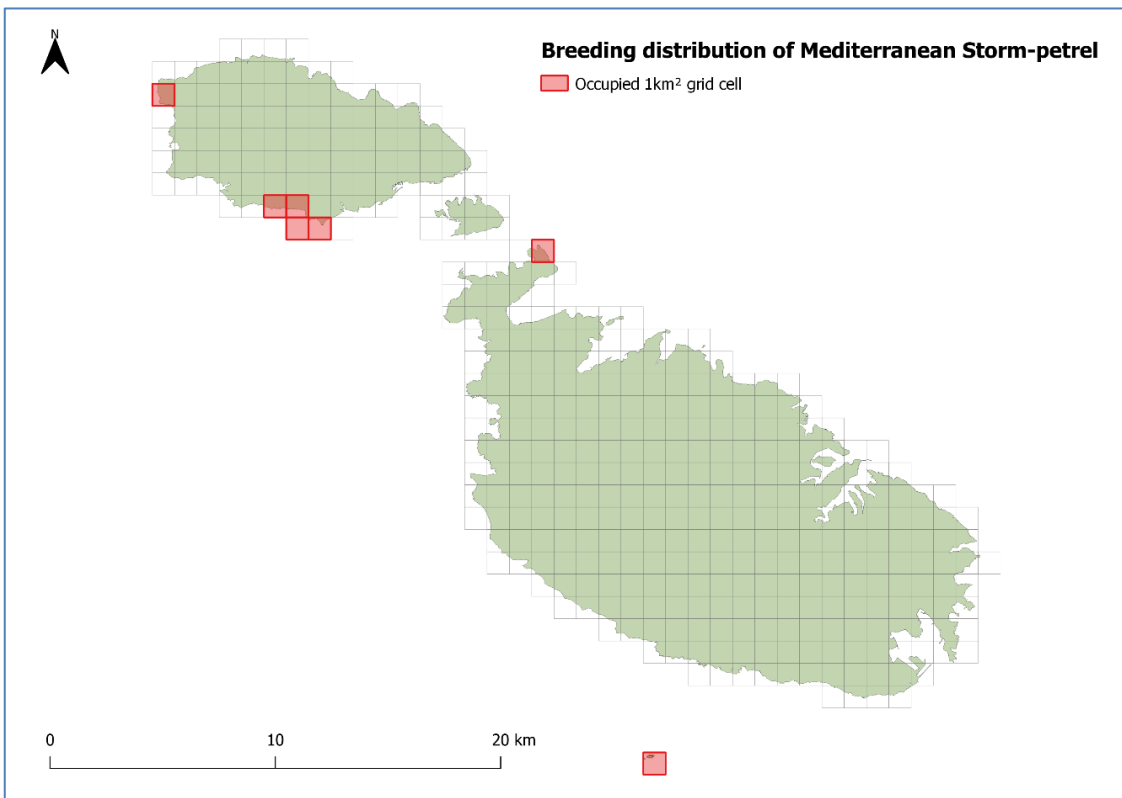 N
Breeding distribution of Mediterranean Storm-petrel
Occupied 1km² grid cell
0 10 20 km